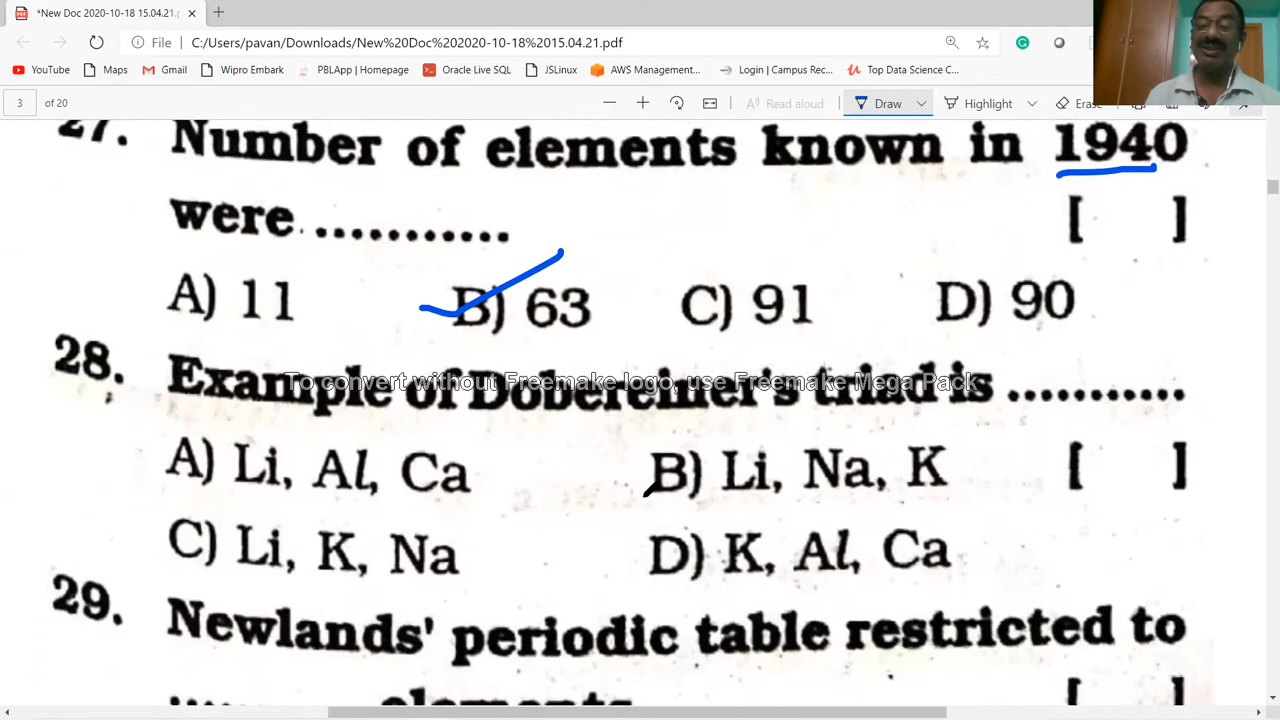 *New Doc 2020-10-18 15.04.21.p
File C:/Users/pavan/Downloads/New%20Doc%202020-10-18%2015.04.21.pdf
YouTube Maps Gmail Wipro Embark PBLApp | Homepage Oracle Live SQL JSLinux AWS Management... Login | Campus Rec... Top Data Science C...
3 of 20 Read aloud Draw Highlight Erase
27. Number of elements known in 1940
were ............ [ ]
A) 11 B) 63 C) 91 D) 90
28. Example of Dobereiner's triad is ...........
To convert without Freemake logo, use Freemake Mega Pack
A) Li, Al, Ca B) Li, Na, K [ ]
C) Li, K, Na D) K, Al, Ca
29. Newlands' periodic table restricted to
elements [ ]